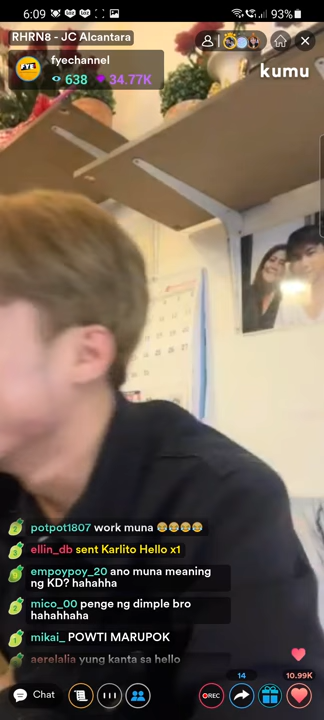 6:09
93%
RHRN8 - JC Alcantara
FYE
fyechannel
638 34.77K
kumu
potpot1807 work muna 😂😂😂😂
ellin_db sent Karlito Hello x1
empoypoy_20 ano muna meaning
ng KD? hahahha
mico_00 penge ng dimple bro
hahahhaha
mikai_ POWTI MARUPOK
aerelalia yung kanta sa hello
Chat
REC
14
10.99K